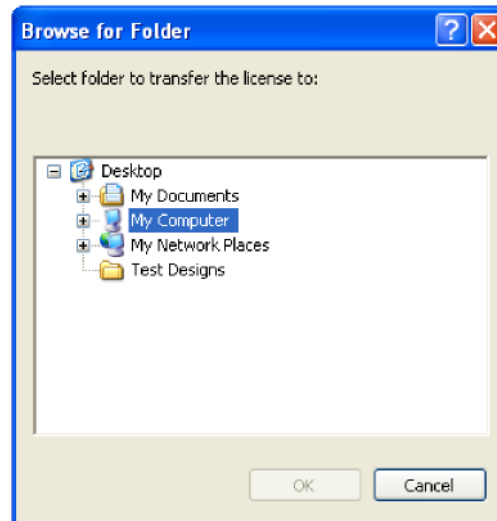 Browse for Folder
Select folder to transfer the license to:
Desktop
My Documents
My Computer
My Network Places
Test Designs
OK
Cancel